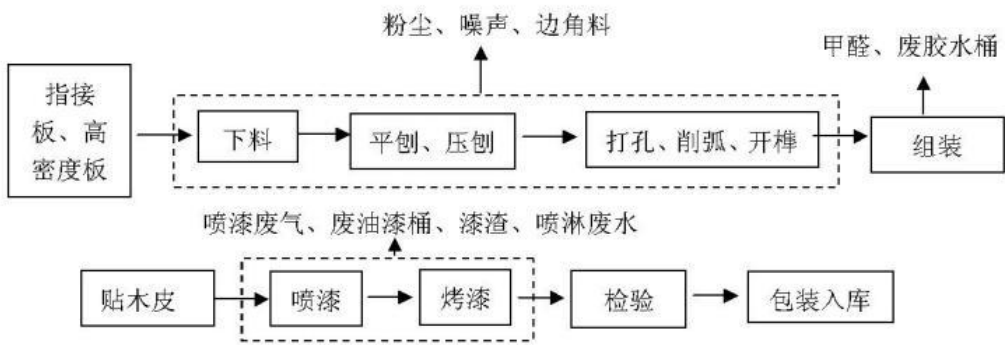 粉尘、噪声、边角料
甲醛、废胶水桶
指接
板、高
密度板
下料
平刨、压刨
打孔、削弧、开榫
组装
喷漆废气、废油漆桶、漆渣、喷淋废水
贴木皮
喷漆
烤漆
检验
包装入库